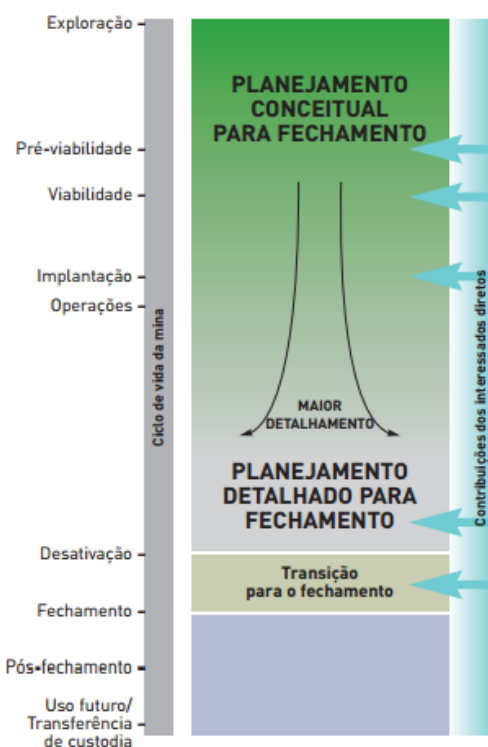 Exploração
Pré-viabilidade
Viabilidade
Implantação
Operações
Desativação
Fechamento
Pós-fechamento
Uso futuro/
Transferência
de custodia
Ciclo de vida da mina
PLANEJAMENTO
CONCEITUAL
PARA FECHAMENTO
MAIOR
DETALHAMENTO
PLANEJAMENTO
DETALHADO PARA
FECHAMENTO
Transição
para o fechamento
Contribuições dos interessados diretos